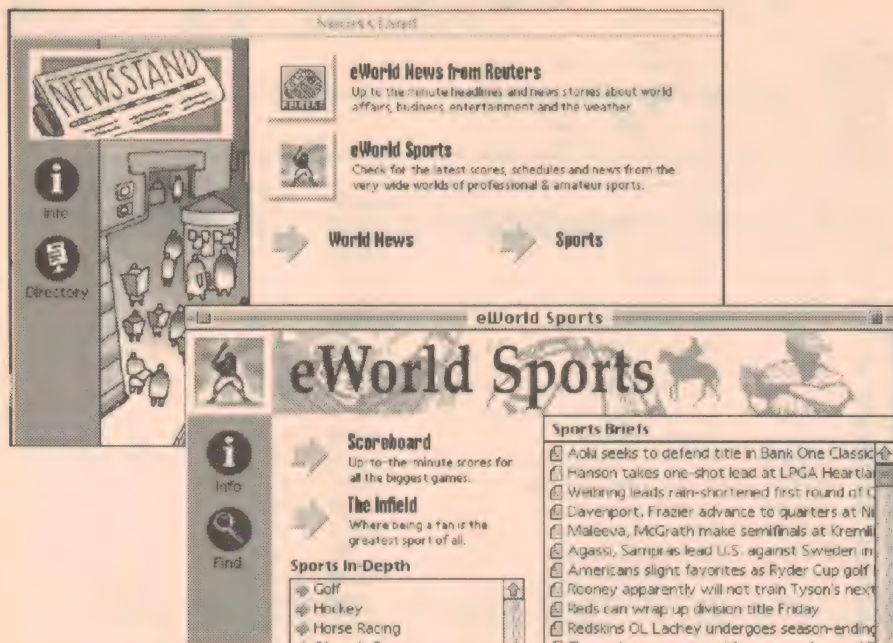 NEWSSTAND
Info
Directory
eWorld News from Reuters
Up to the minute headlines and news stories about world
affairs, business, entertainment and the weather
REUTERS
eWorld Sports
Check for the latest scores, schedules and news from the
very wide worlds of professional & amateur sports.
World News
Sports
eWorld Sports
eWorld Sports
Info
Find
Scoreboard
Up-to-the minute scores for
all the biggest games.
The Infield
Where being a fan is the
greatest sport of all.
Sports In-Depth
Golf
Hockey
Horse Racing
Sports Briefs
Aoki seeks to defend title in Bank One Classic
Hanson takes one-shot lead at LPGA
Weibring leads rain-shortened first round of
Davenport, Frazier advance to quarters at
Maleeva, McGrath make semifinals at
Agassi, Sampras lead U.S. against Sweden in
Americans slight favorites as Ryder Cup golf
Rooney apparently will not train Tyson's next
Reds can wrap up division title Friday
Redskins OL Lachey undergoes season-ending